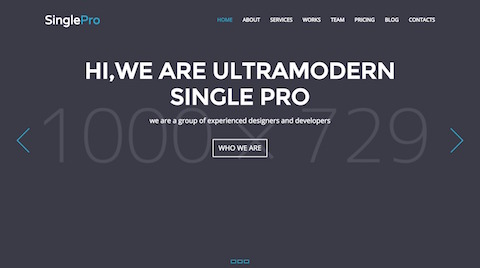 SinglePro
HOME ABOUT SERVICES WORKS TEAM PRICING BLOG CONTACTS
HI,WE ARE ULTRAMODERN
SINGLE PRO
we are a group of experienced designers and developers
1000 x 729
WHO WE ARE